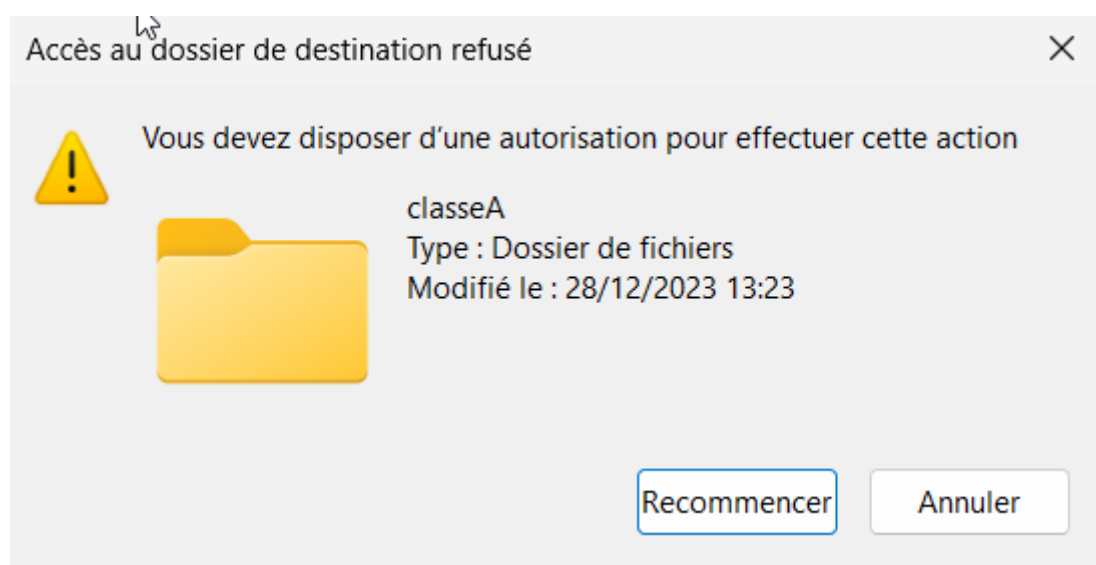 Accès au dossier de destination refusé
Vous devez disposer d’une autorisation pour effectuer cette action
classeA
Type : Dossier de fichiers
Modifié le : 28/12/2023 13:23
Recommencer
Annuler